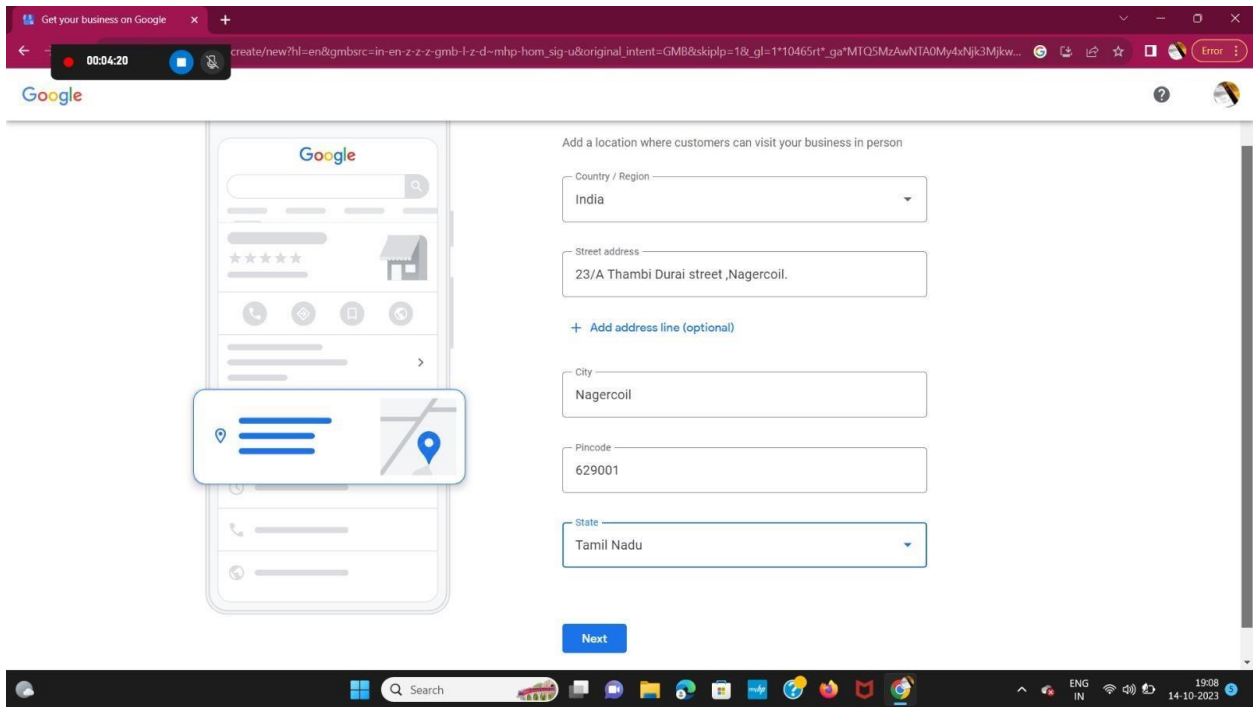 Get your business on Google
00:04:20
create/new?hl=en&gmbsrc=in-en-z-z-z-gmb-l-z-d~mhp-hom_sig-u&original_intent=GMB&skiplp=1&_gl=1*10465rt*_ga*MTQ5MzAwNTA0My4xNjk3Mjkw...
Error
Google
Google
Add a location where customers can visit your business in person
Country / Region
India
Street address
23/A Thambi Durai street ,Nagercoil.
+ Add address line (optional)
City
Nagercoil
Pincode
629001
State
Tamil Nadu
Next
Search
mvhp
ENG
IN
19:08
14-10-2023
5